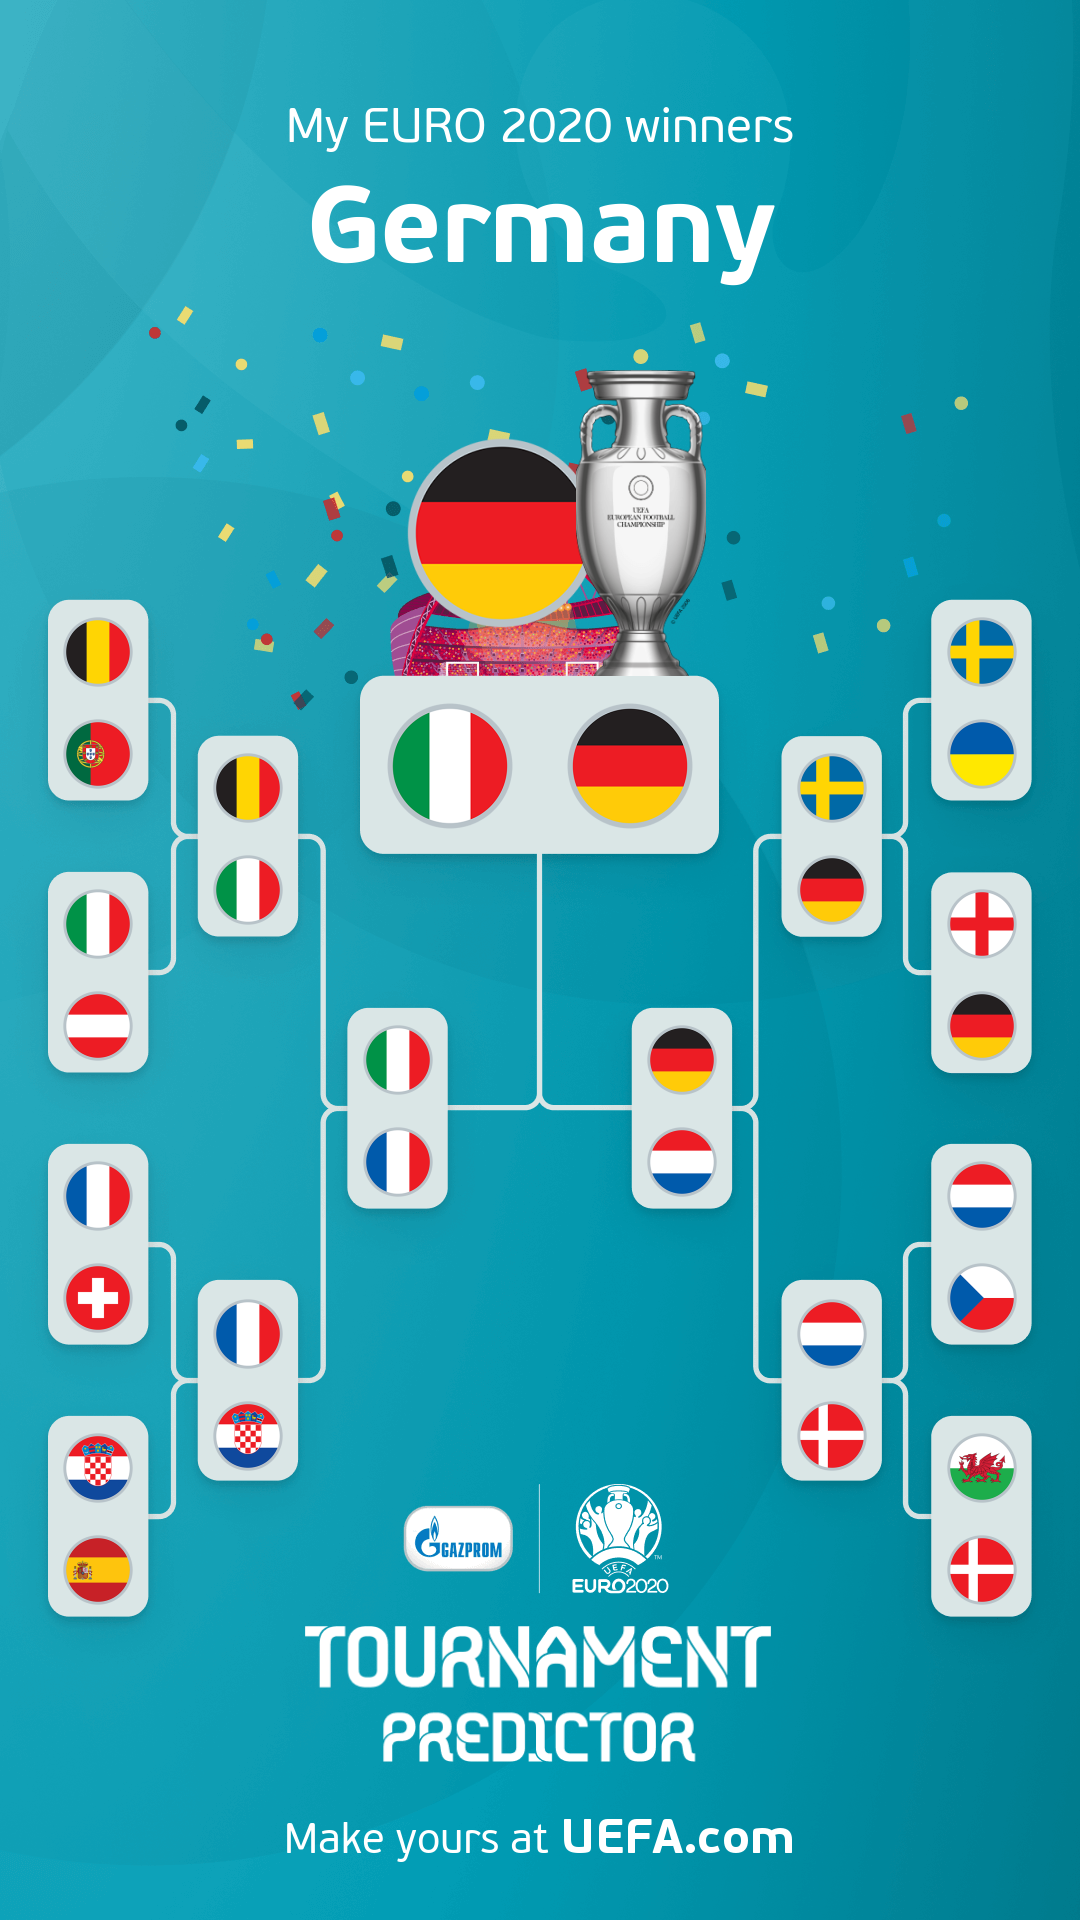 My EURO 2020 winners
Germany
UEFA
EUROPEAN FOOTBALL
CHAMPIONSHIP
GAZPROM
UEFA
TM
EURO2020
TOURNAMENT
PREDICTOR
Make yours at UEFA.com